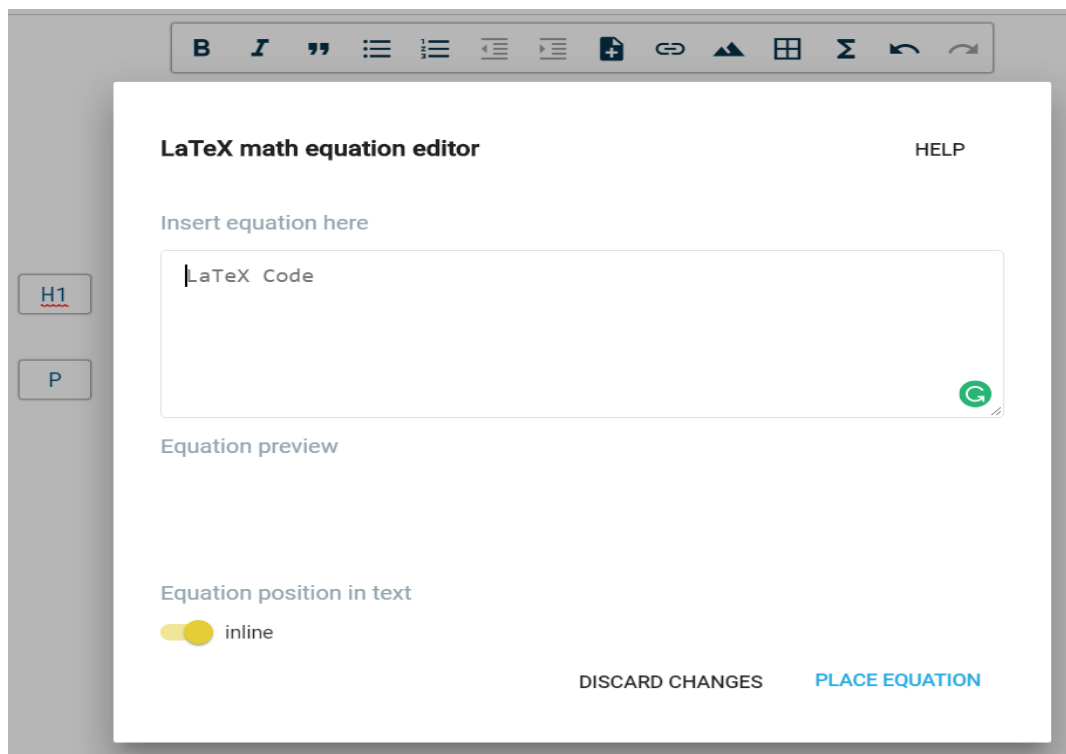 B I
LaTeX math equation editor
HELP
Insert equation here
LaTeX Code
H1
P
Equation preview
Equation position in text
inline
DISCARD CHANGES
PLACE EQUATION